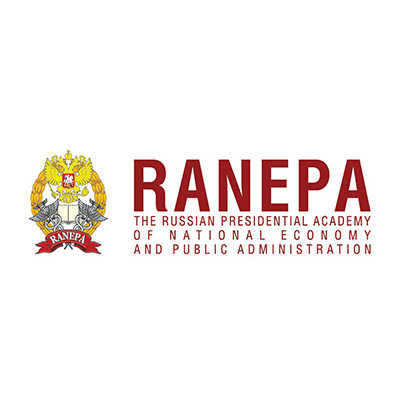 RANEPA
THE RUSSIAN PRESIDENTIAL ACADEMY
OF NATIONAL ECONOMY
AND PUBLIC ADMINISTRATION
RANEPA